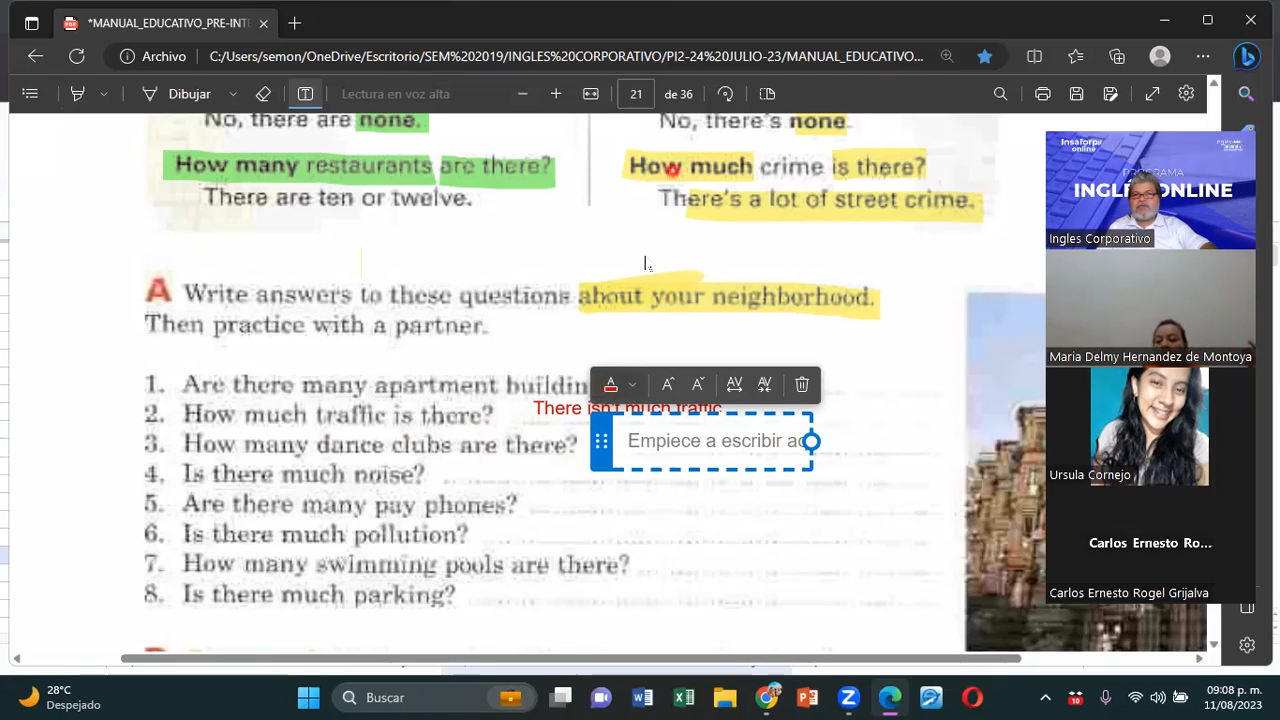 *MANUAL_EDUCATIVO_PRE-INT
Archivo
C:/Users/semon/OneDrive/Escritorio/SEM%202019/INGLES%20CORPORATIVO/PI2-24%20JULIO-23/MANUAL_EDUCATIVO_PRE-INTERMEDIO...
Dibujar
Lectura en voz alta
21
de 36
No, there are none.
No, there's none.
How many restaurants are there?
How much crime is there?
There are ten or twelve.
There's a lot of street crime.
A Write answers to these questions about your neighborhood.
Then practice with a partner.
1. Are there many apartment buildin
2. How much traffic is there?
There isn't much traffic
3. How many dance clubs are there?
Empiece a escribir ac
4. Is there much noise?
5. Are there many pay phones?
6. Is there much pollution?
7. How many swimming pools are there?
8. Is there much parking?
Insaforp
online
PROGRAMA
INGLÉS ONLINE
Ingles Corporativo
Maria Delmy Hernandez de Montoya
Ursula Cornejo
Carlos Ernesto Ro...
Carlos Ernesto Rogel Grijalva
28°C
Despejado
Buscar
09:08 p. m.
11/08/2023